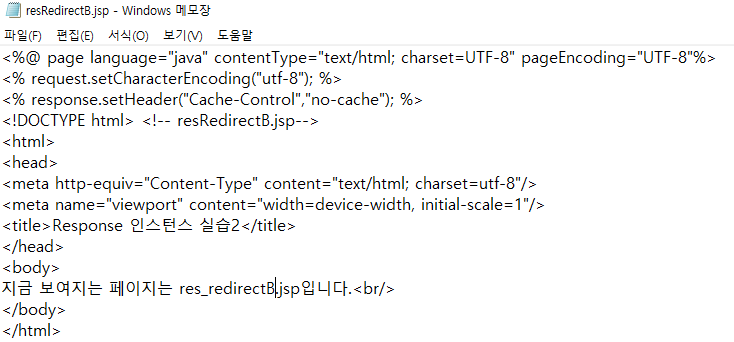 resRedirectB.jsp - Windows 메모장
파일(F) 편집(E) 서식(O) 보기(V) 도움말
<%@ page language="java" contentType="text/html; charset=UTF-8" pageEncoding="UTF-8"%>
<% request.setCharacterEncoding("utf-8"); %>
<% response.setHeader("Cache-Control","no-cache"); %>
<!DOCTYPE html> <!-- resRedirectB.jsp-->
<html>
<head>
<meta http-equiv="Content-Type" content="text/html; charset=utf-8"/>
<meta name="viewport" content="width=device-width, initial-scale=1"/>
<title>Response 인스턴스 실습2</title>
</head>
<body>
지금 보여지는 페이지는 res_redirectB.jsp입니다.<br/>
</body>
</html>